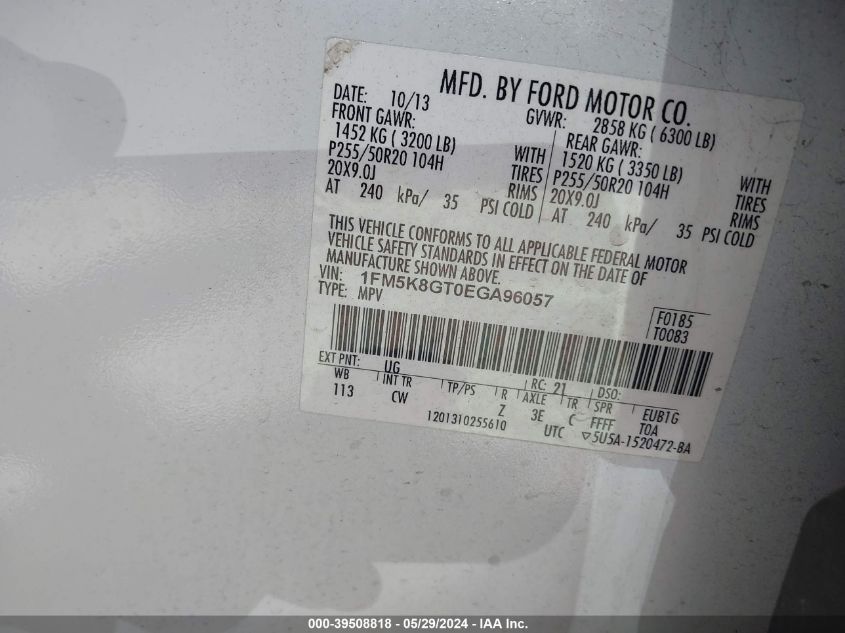 MFD. BY FORD MOTOR CO.
DATE: 10/13 GVWR: 2858 KG ( 6300 LB)
FRONT GAWR: REAR GAWR:
1452 KG ( 3200 LB) WITH 1520 KG ( 3350 LB) WITH
P255/50R20 104H TIRES P255/50R20 104H TIRES
20X9.0J RIMS 20X9.0J RIMS
AT 240 kPa/ 35 PSI COLD AT 240 kPa/ 35 PSI COLD
THIS VEHICLE CONFORMS TO ALL APPLICABLE FEDERAL MOTOR
VEHICLE SAFETY STANDARDS IN EFFECT ON THE DATE OF
MANUFACTURE SHOWN ABOVE.
VIN: 1FM5K8GT0EGA96057
TYPE: MPV
F0185
T0083
EXT PNT: UG RC: 21 DSO:
WB INT TR TP/PS R AXLE TR SPR EUB1G
113 CW Z 3E C FFFF TOA
1201310255610 UTC ▽5U5A-1520472-BA
000-39508818 - 05/29/2024 - IAA Inc.